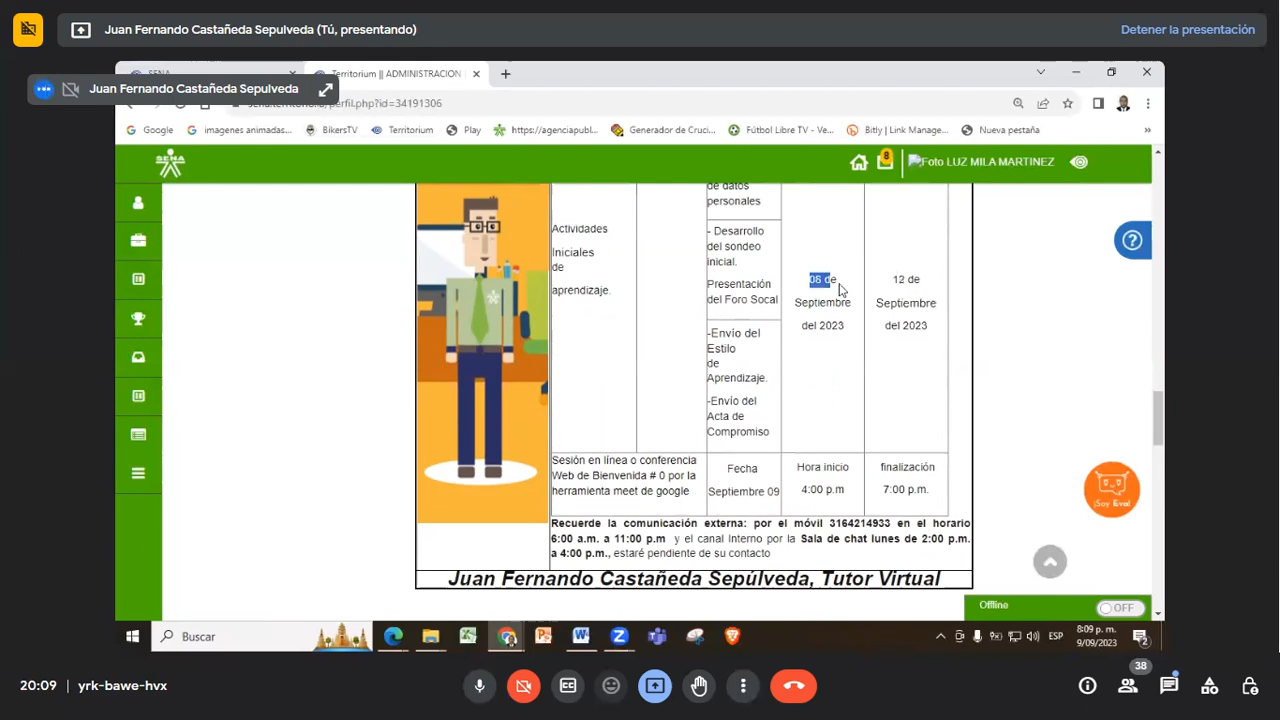 Juan Fernando Castañeda Sepulveda (Tú, presentando)
Detener la presentación
SENA
Territorium || ADMINISTRACION
Juan Fernando Castañeda Sepulveda
perfil.php?id=34191306
Google
imagenes animadas...
BikersTV
Territorium
Play
https://agenciapubl...
Generador de Cruci...
Fútbol Libre TV - Ve...
Bitly | Link Manage...
Nueva pestaña
»
SENA
8
Foto LUZ MILA MARTINEZ
de datos
personales
Actividades
Iniciales
de
aprendizaje.
- Desarrollo
del sondeo
inicial.
Presentación
del Foro Socal
-Envío del
Estilo
de
Aprendizaje.
-Envío del
Acta de
Compromiso
08 de
Septiembre
del 2023
12 de
Septiembre
del 2023
Sesión en línea o conferencia
Web de Bienvenida # 0 por la
herramienta meet de google
Fecha
Septiembre 09
Hora inicio
4:00 p.m
finalización
7:00 p.m.
Recuerde la comunicación externa: por el móvil 3164214933 en el horario
6:00 a.m. a 11:00 p.m y el canal Interno por la Sala de chat lunes de 2:00 p.m.
a 4:00 p.m., estaré pendiente de su contacto
Juan Fernando Castañeda Sepúlveda, Tutor Virtual
¡Soy Eva!
Offline
OFF
Buscar
ESP
8:09 p. m.
9/09/2023
20:09 | yrk-bawe-hvx
38